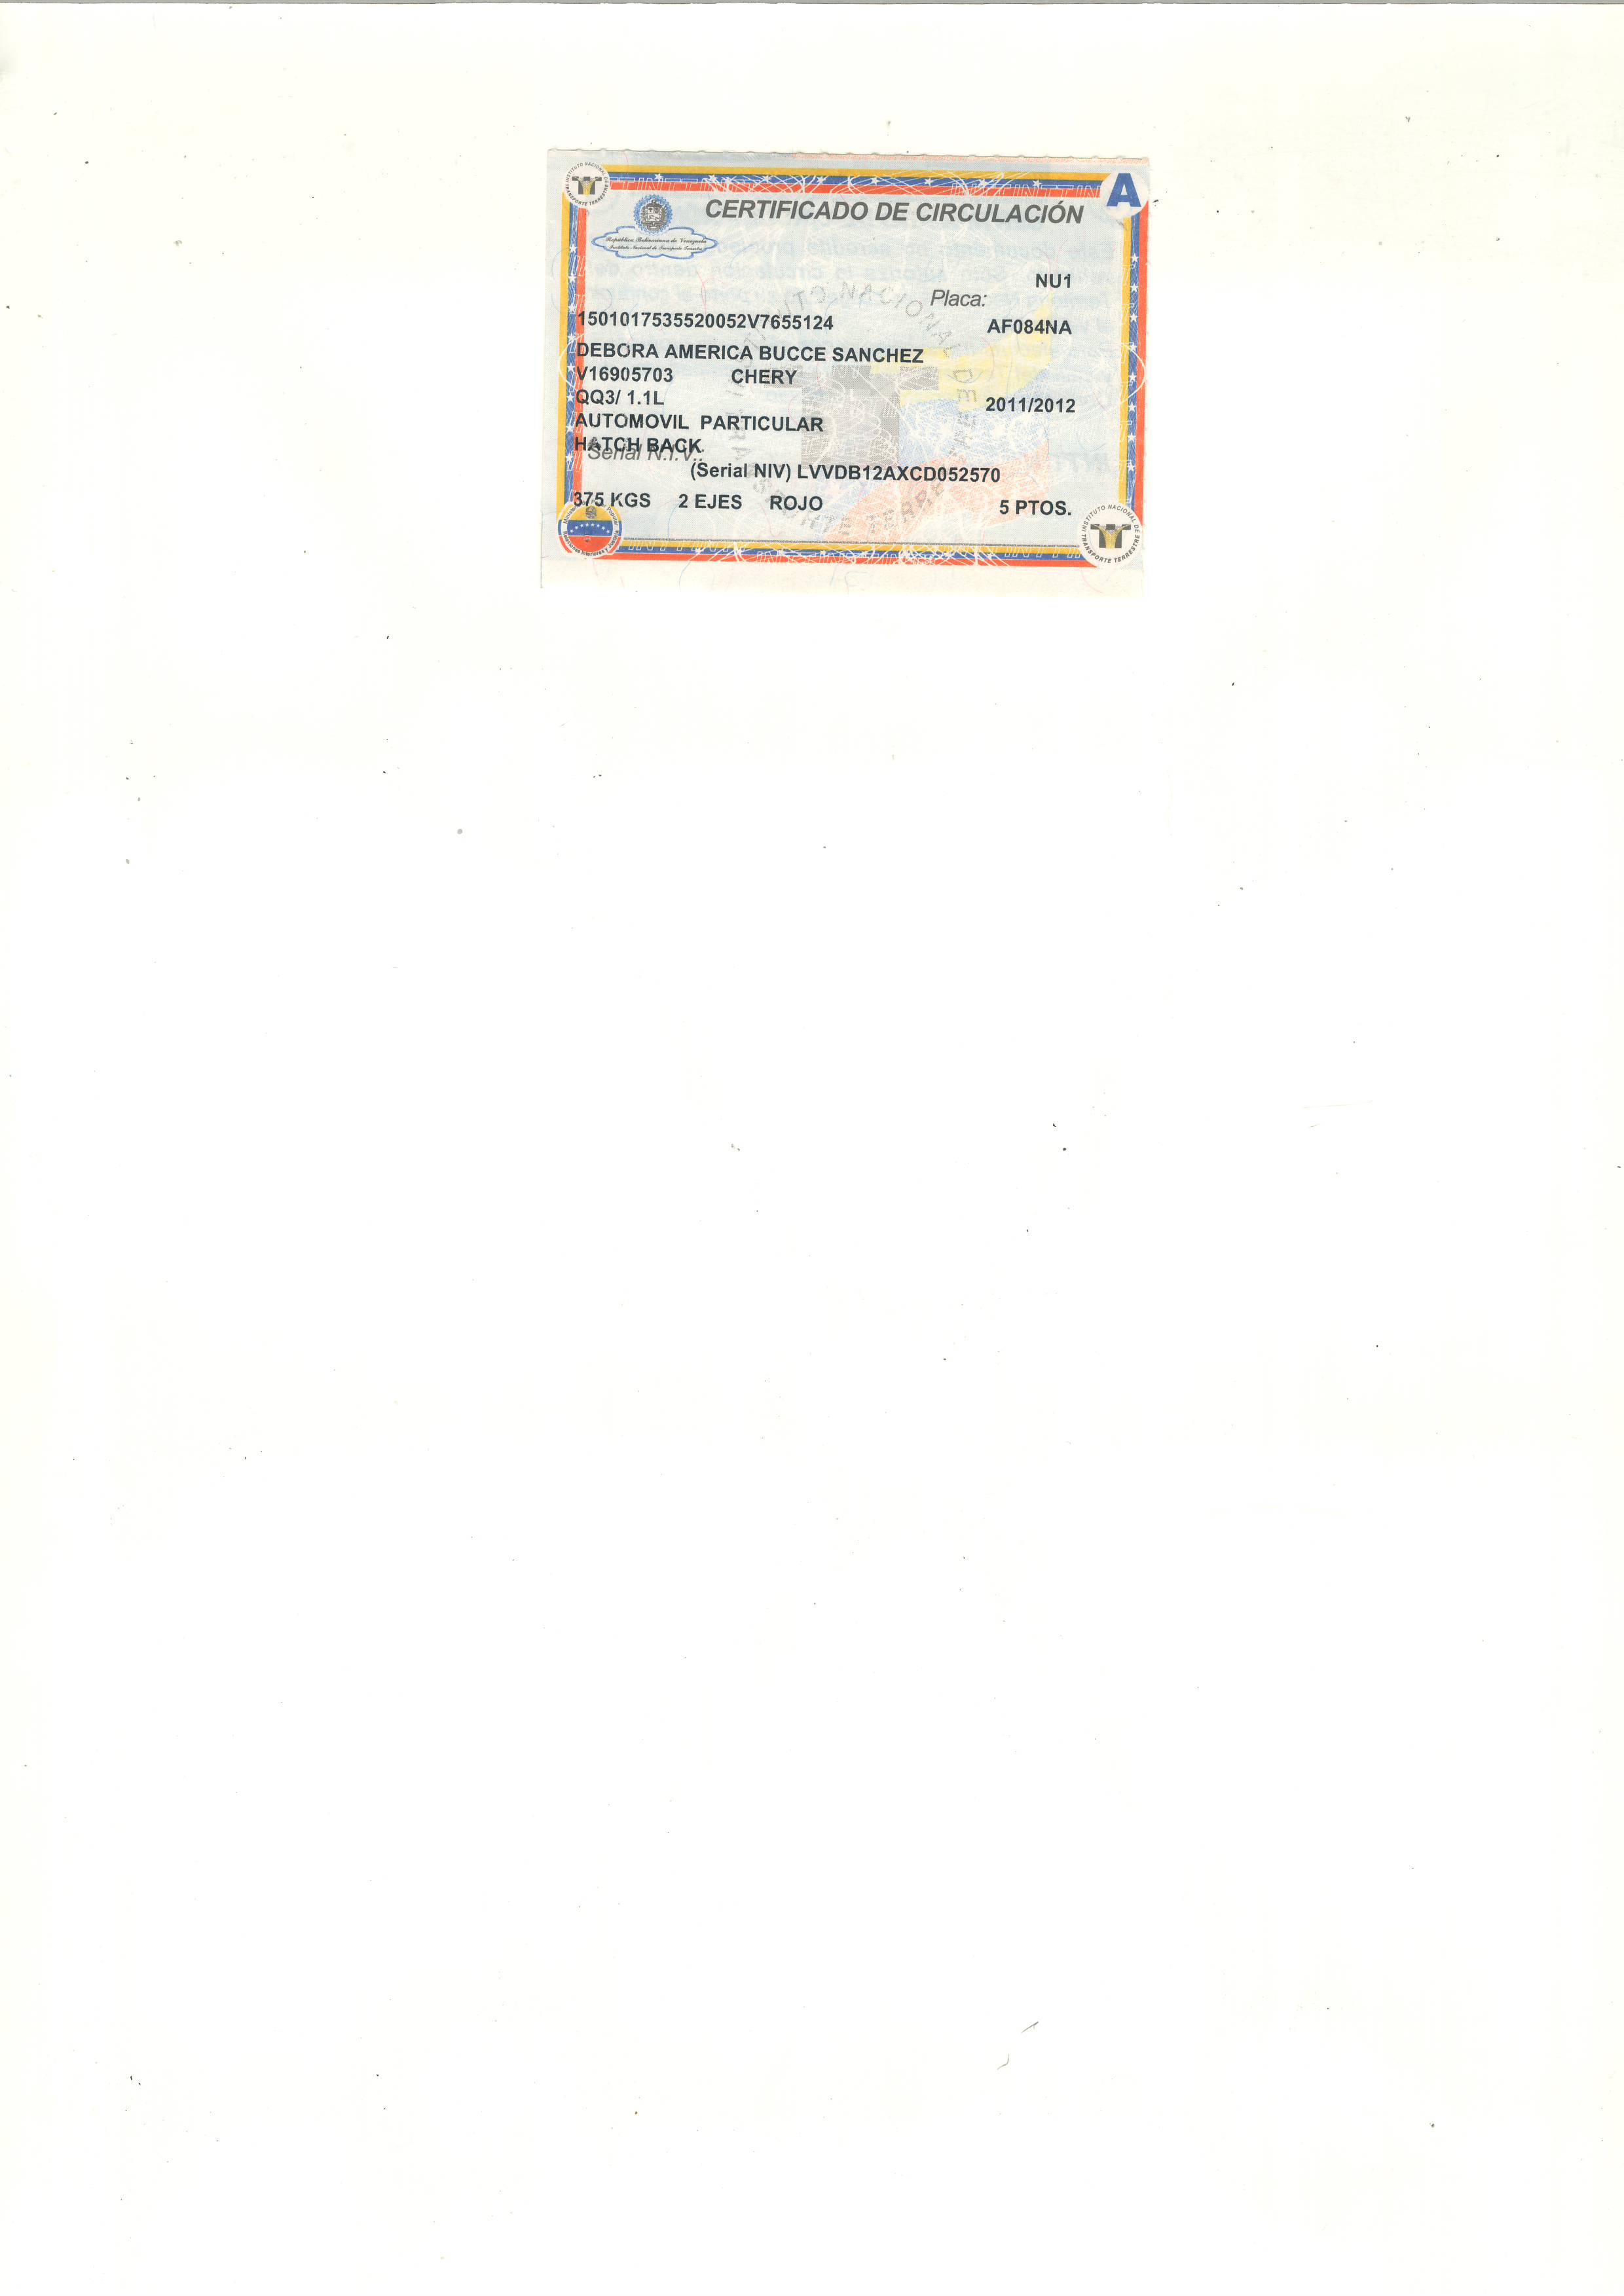 INSTITUTO NACIONAL DE TRANSPORTE TERRESTRE
A
CERTIFICADO DE CIRCULACIÓN
República Bolivariana de Venezuela
Instituto Nacional de Transporte Terrestre
NU1
Placa:
1501017535520052V7655124 AF084NA
DEBORA AMERICA BUCCE SANCHEZ
V16905703 CHERY
QQ3/ 1.1L 2011/2012
AUTOMOVIL PARTICULAR
HATCH BACK
Serial N.I.V.:
(Serial NIV) LVVDB12AXCD052570
375 KGS 2 EJES ROJO 5 PTOS.
INSTITUTO NACIONAL DE TRANSPORTE TERRESTRE